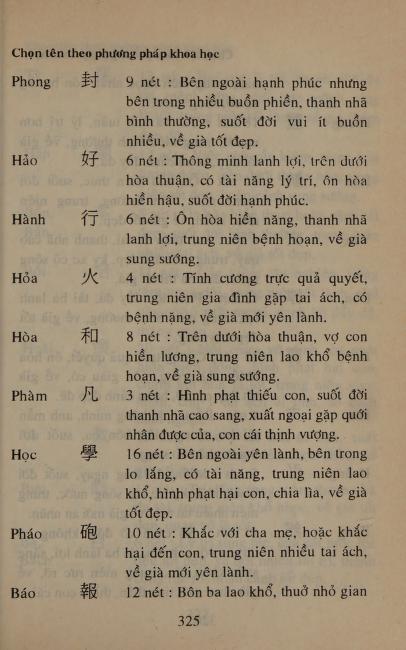 Chọn tên theo phương pháp khoa học
Phong 封 9 nét : Bên ngoài hạnh phúc nhưng
bên trong nhiều buồn phiền, thanh nhã
bình thường, suốt đời vui ít buồn
nhiều, về già tốt đẹp.
Hảo 好 6 nét : Thông minh lanh lợi, trên dưới
hòa thuận, có tài năng lý trí, ôn hòa
hiền hậu, suốt đời hạnh phúc.
Hành 行 6 nét : Ôn hòa hiền năng, thanh nhã
lanh lợi, trung niên bệnh hoạn, về già
sung sướng.
Hỏa 火 4 nét : Tính cương trực quả quyết,
trung niên gia đình gặp tai ách, có
bệnh nặng, về già mới yên lành.
Hòa 和 8 nét : Trên dưới hòa thuận, vợ con
hiền lương, trung niên lao khổ bệnh
hoạn, về già sung sướng.
Phàm 凡 3 nét : Hình phạt thiếu con, suốt đời
thanh nhã cao sang, xuất ngoại gặp quới
nhân được của, con cái thịnh vượng.
Học 學 16 nét : Bên ngoài yên lành, bên trong
lo lắng, có tài năng, trung niên lao
khổ, hình phạt hại con, chia lìa, về già
tốt đẹp.
Pháo 砲 10 nét : Khắc với cha mẹ, hoặc khắc
hại đến con, trung niên nhiều tai ách,
về già mới yên lành.
Báo 報 12 nét : Bôn ba lao khổ, thuở nhỏ gian
325